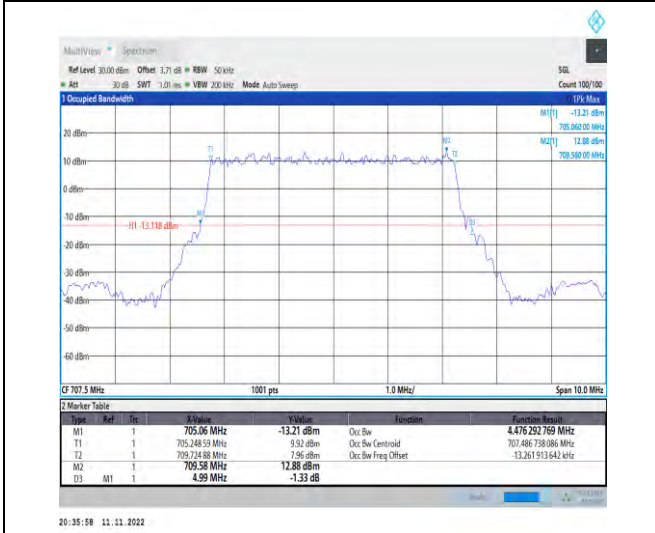 MultiView Spectrum
Ref Level 30.00 dBm Offset 3.71 dB RBW 50 kHz SGL
Att 30 dB SWT 1.01 ms VBW 200 kHz Mode Auto Sweep Count 100/100
1 Occupied Bandwidth 1Pk Max
M1[1] -13.21 dBm
705.060 00 MHz
M2[1] 12.88 dBm
709.580 00 MHz
20 dBm
M2
T1
T2
10 dBm
0 dBm
-10 dBm
M1
D3
H1 -13.118 dBm
-20 dBm
-30 dBm
-40 dBm
-50 dBm
-60 dBm
CF 707.5 MHz 1001 pts 1.0 MHz/ Span 10.0 MHz
2 Marker Table
Type Ref Trc X-Value Y-Value Function Function Result
M1 1 705.06 MHz -13.21 dBm Occ Bw 4.476 292 769 MHz
T1 1 705.248 59 MHz 9.92 dBm Occ Bw Centroid 707.486 738 086 MHz
T2 1 709.724 88 MHz 7.96 dBm Occ Bw Freq Offset -13.261 913 642 kHz
M2 1 709.58 MHz 12.88 dBm
D3 M1 1 4.99 MHz -1.33 dB
20:35:58 11.11.2022